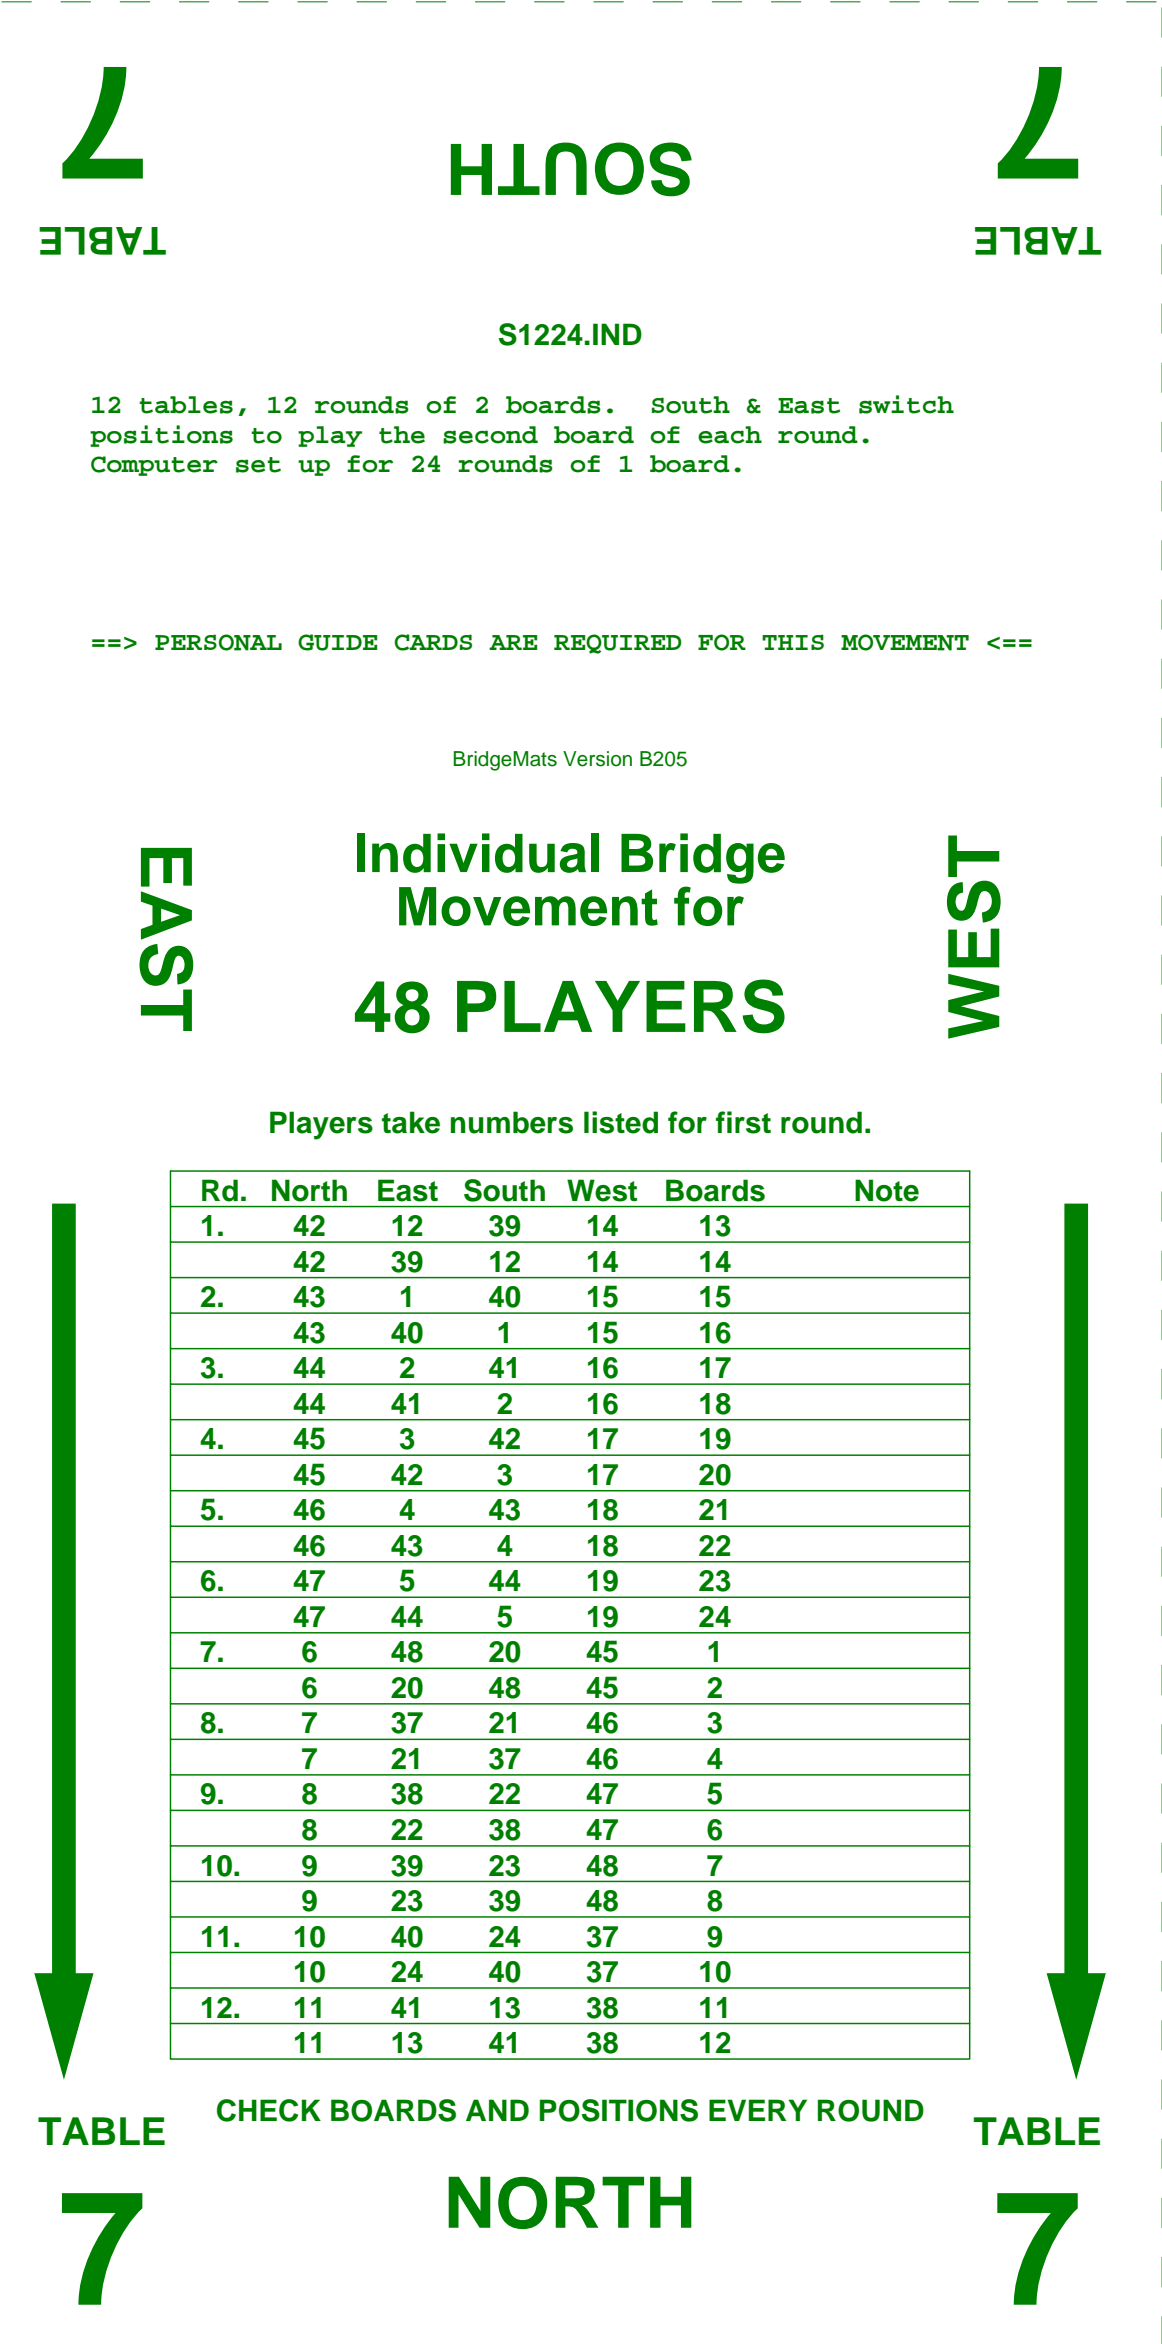 7 7
SOUTH
TABLE TABLE
S1224.IND
12 tables, 12 rounds of 2 boards.  South & East switch
positions to play the second board of each round.
Computer set up for 24 rounds of 1 board.
==> PERSONAL GUIDE CARDS ARE REQUIRED FOR THIS MOVEMENT <==
BridgeMats Version B205
EAST
Individual Bridge
Movement for
48 PLAYERS
WEST
Players take numbers listed for first round.
Rd. North East South West Boards Note
1. 42 12 39 14 13
42 39 12 14 14
2. 43 1 40 15 15
43 40 1 15 16
3. 44 2 41 16 17
44 41 2 16 18
4. 45 3 42 17 19
45 42 3 17 20
5. 46 4 43 18 21
46 43 4 18 22
6. 47 5 44 19 23
47 44 5 19 24
7. 6 48 20 45 1
6 20 48 45 2
8. 7 37 21 46 3
7 21 37 46 4
9. 8 38 22 47 5
8 22 38 47 6
10. 9 39 23 48 7
9 23 39 48 8
11. 10 40 24 37 9
10 24 40 37 10
12. 11 41 13 38 11
11 13 41 38 12
CHECK BOARDS AND POSITIONS EVERY ROUND
TABLE TABLE
NORTH
7 7